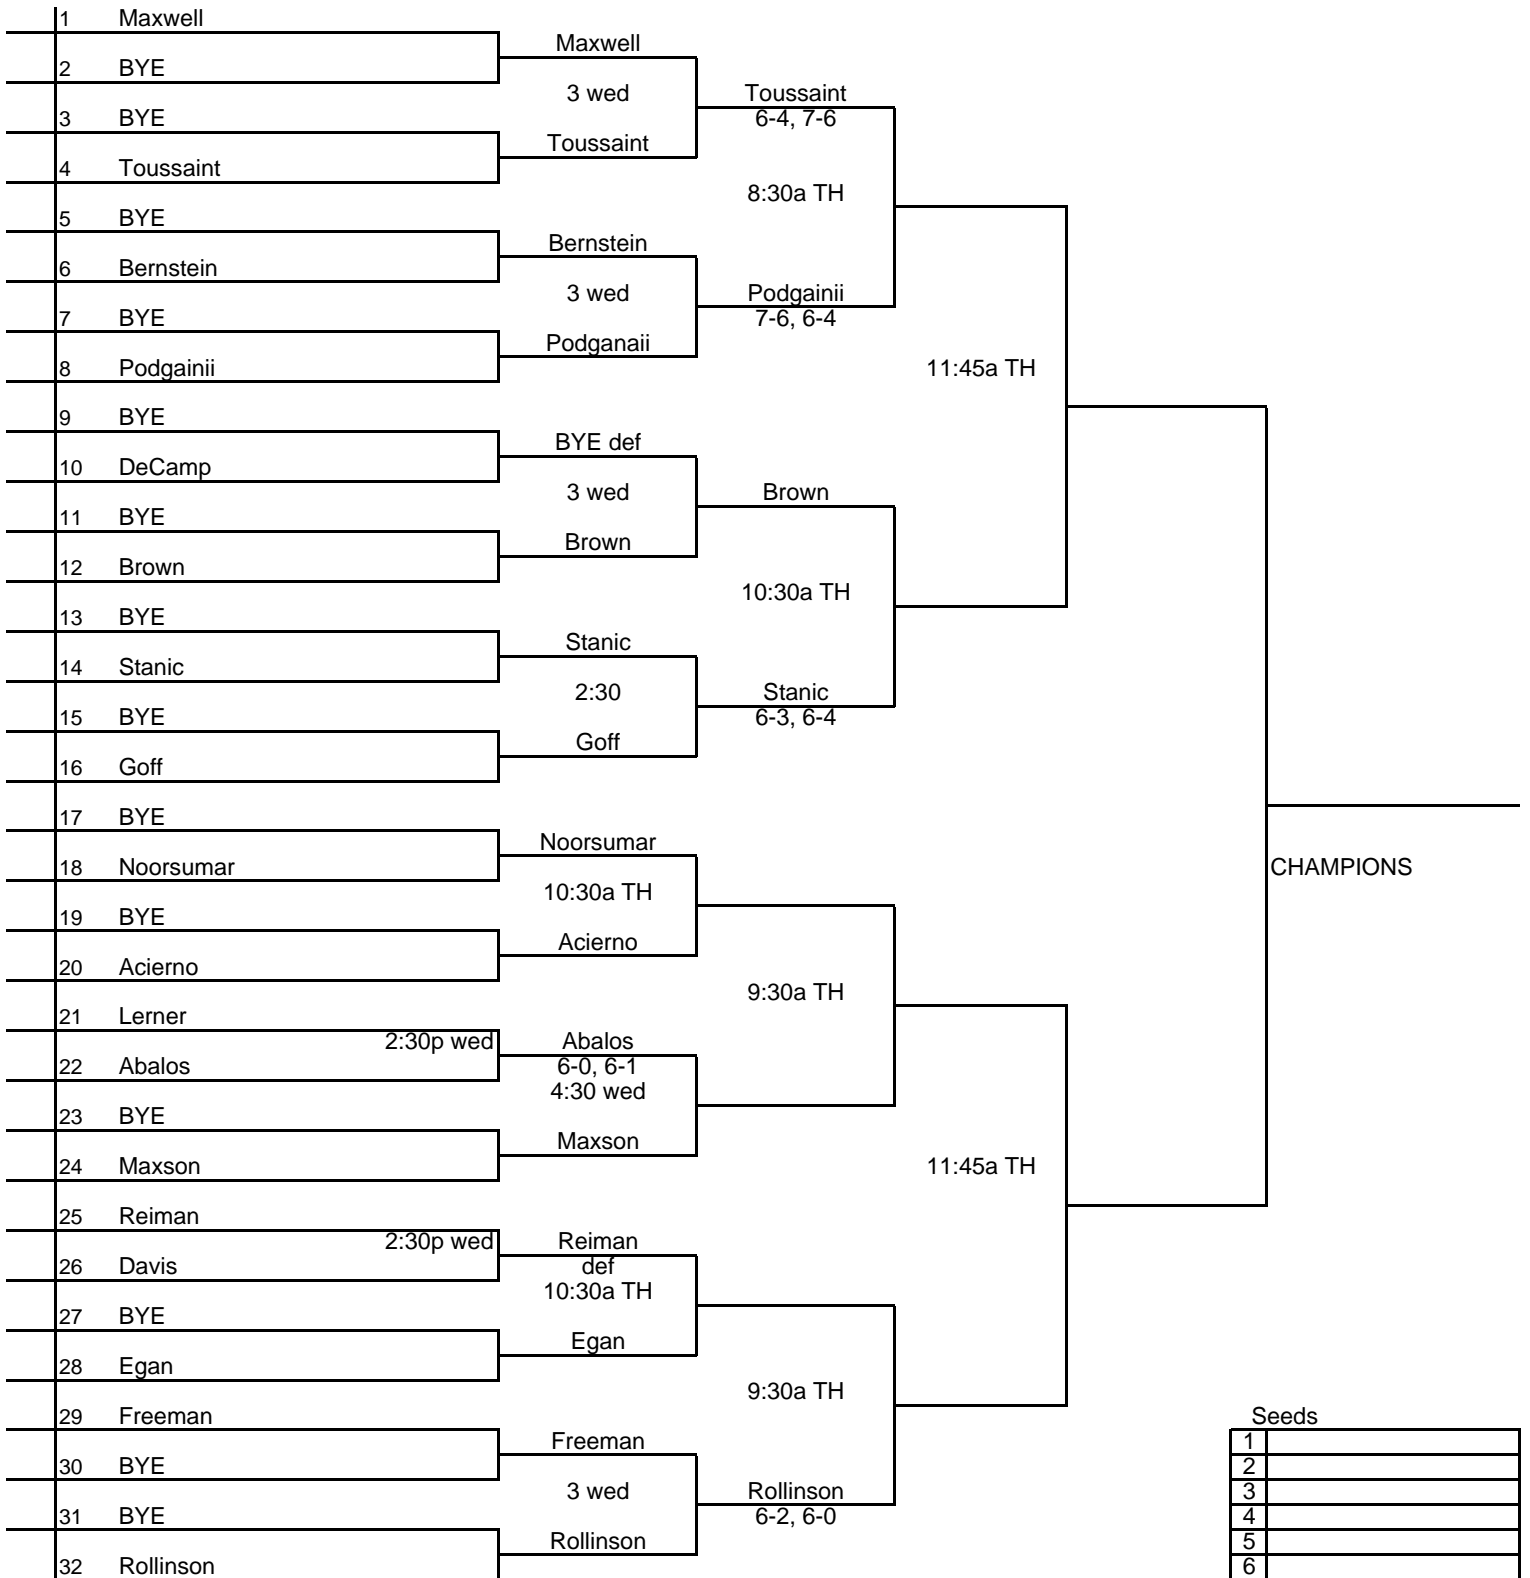 1 Maxwell
Maxwell
2 BYE
3 wed
Toussaint
3 BYE
6-4, 7-6
Toussaint
4 Toussaint
8:30a TH
5 BYE
Bernstein
6 Bernstein
3 wed
Podgainii
7 BYE
7-6, 6-4
Podganaii
8 Podgainii
11:45a TH
9 BYE
BYE def
10 DeCamp
3 wed
Brown
11 BYE
Brown
12 Brown
10:30a TH
13 BYE
Stanic
14 Stanic
2:30
Stanic
15 BYE
6-3, 6-4
Goff
16 Goff
17 BYE
Noorsumar
18 Noorsumar
CHAMPIONS
10:30a TH
19 BYE
Acierno
20 Acierno
9:30a TH
21 Lerner
2:30p wed
Abalos
22 Abalos
6-0, 6-1
4:30 wed
23 BYE
Maxson
24 Maxson
11:45a TH
25 Reiman
2:30p wed
Reiman
26 Davis
def
10:30a TH
27 BYE
Egan
28 Egan
9:30a TH
29 Freeman
Seeds
Freeman
1
30 BYE
2
3 wed
Rollinson
3
31 BYE
6-2, 6-0
4
Rollinson
5
32 Rollinson
6